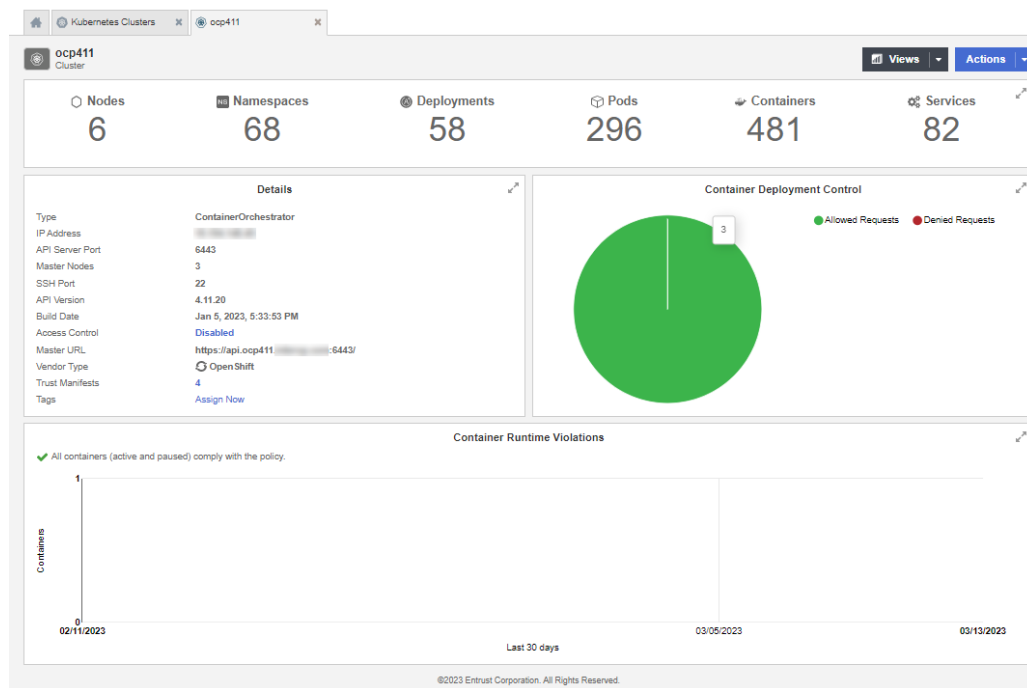 Kubernetes Clusters
ocp411
ocp411
Cluster
Views
Actions
Nodes
6
NS Namespaces
68
Deployments
58
Pods
296
Containers
481
Services
82
Details
Type ContainerOrchestrator
IP Address
API Server Port 6443
Master Nodes 3
SSH Port 22
API Version 4.11.20
Build Date Jan 5, 2023, 5:33:53 PM
Access Control Disabled
Master URL https://api.ocp411. :6443/
Vendor Type OpenShift
Trust Manifests 4
Tags Assign Now
Container Deployment Control
3
Allowed Requests Denied Requests
Container Runtime Violations
All containers (active and paused) comply with the policy.
1
Containers
0
02/11/2023 03/05/2023 03/13/2023
Last 30 days
©2023 Entrust Corporation. All Rights Reserved.